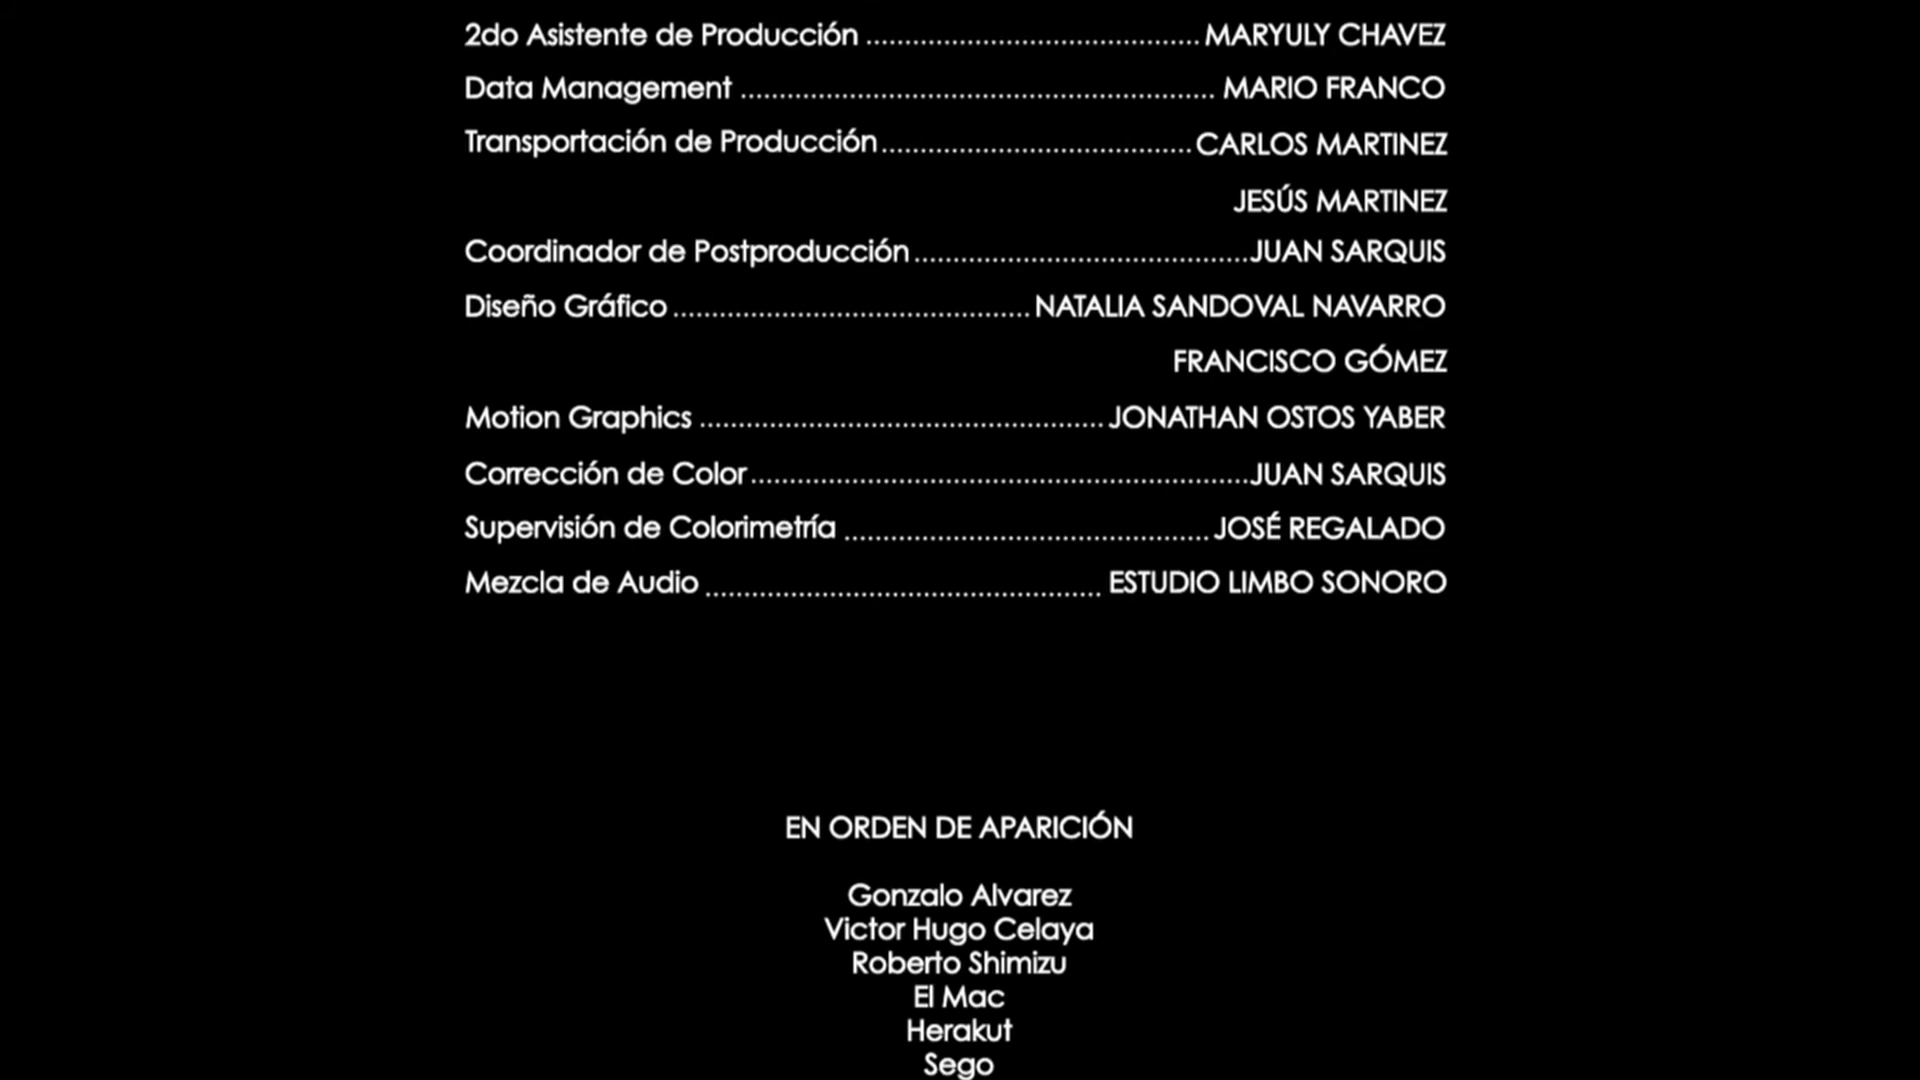 2do Asistente de Producción ........................................... MARYULY CHAVEZ
Data Management ............................................................. MARIO FRANCO
Transportación de Producción ........................................ CARLOS MARTINEZ
JESÚS MARTINEZ
Coordinador de Postproducción ........................................... JUAN SARQUIS
Diseño Gráfico .............................................. NATALIA SANDOVAL NAVARRO
FRANCISCO GÓMEZ
Motion Graphics .................................................... JONATHAN OSTOS YABER
Corrección de Color ................................................................ JUAN SARQUIS
Supervisión de Colorimetría ............................................... JOSÉ REGALADO
Mezcla de Audio ................................................... ESTUDIO LIMBO SONORO
EN ORDEN DE APARICIÓN
Gonzalo Alvarez
Victor Hugo Celaya
Roberto Shimizu
El Mac
Herakut
Sego